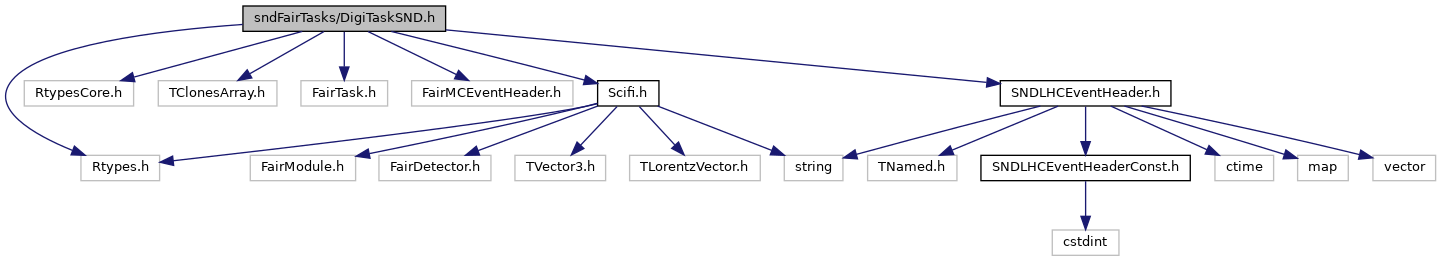 sndFairTasks/DigiTaskSND.h
RtypesCore.h
TClonesArray.h
FairTask.h
FairMCEventHeader.h
Scifi.h
SNDLHCEventHeader.h
Rtypes.h
FairModule.h
FairDetector.h
TVector3.h
TLorentzVector.h
string
TNamed.h
SNDLHCEventHeaderConst.h
ctime
map
vector
cstdint